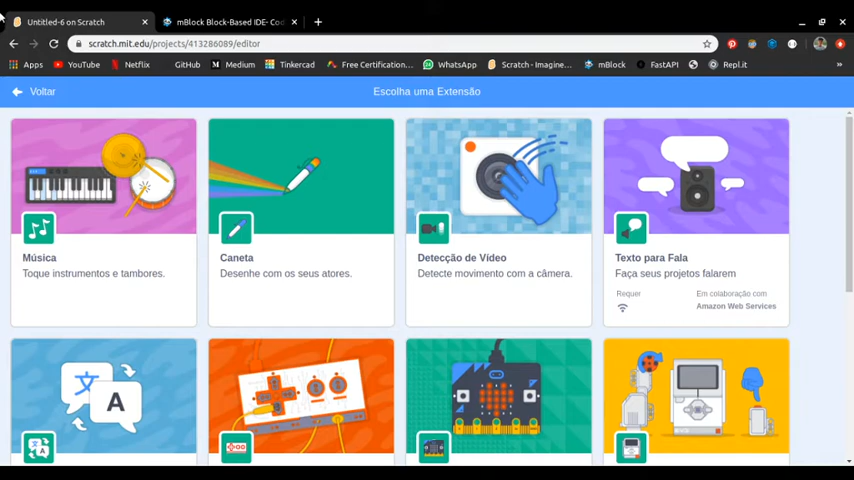 Untitled-6 on Scratch
mBlock Block-Based IDE- Co
scratch.mit.edu/projects/413286089/editor
Apps YouTube Netflix GitHub Medium Tinkercad Free Certification... WhatsApp Scratch - Imagine... mBlock FastAPI Repl.it
Voltar
Escolha uma Extensão
Música
Toque instrumentos e tambores.
Caneta
Desenhe com os seus atores.
Detecção de Vídeo
Detecte movimento com a câmera.
Texto para Fala
Faça seus projetos falarem
Requer
Em colaboração com
Amazon Web Services
文 A